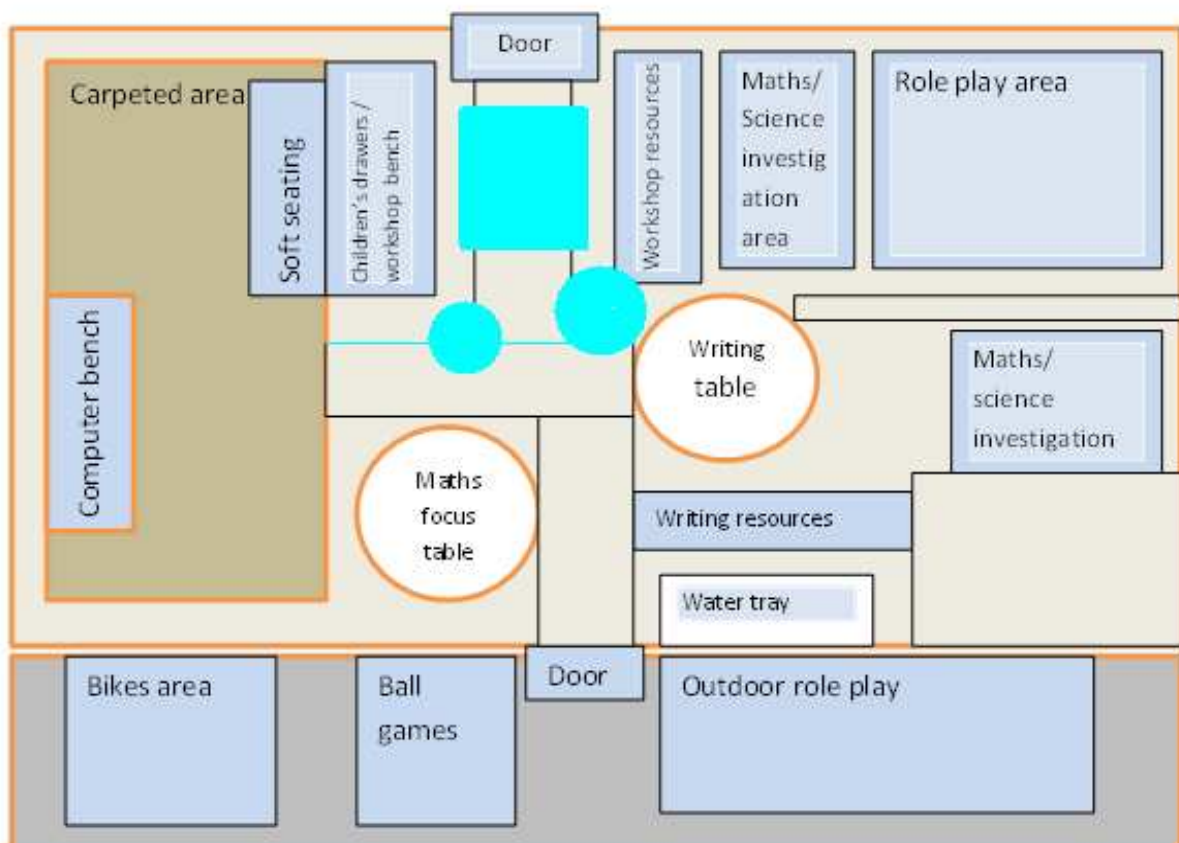 Door
Carpeted area
Soft seating
Children's drawers /
workshop bench
Workshop resources
Maths/
Science
investig
ation
area
Role play area
Computer bench
Writing
table
Maths/
science
investigation
Maths
focus
table
Writing resources
Water tray
Bikes area
Ball
games
Door
Outdoor role play